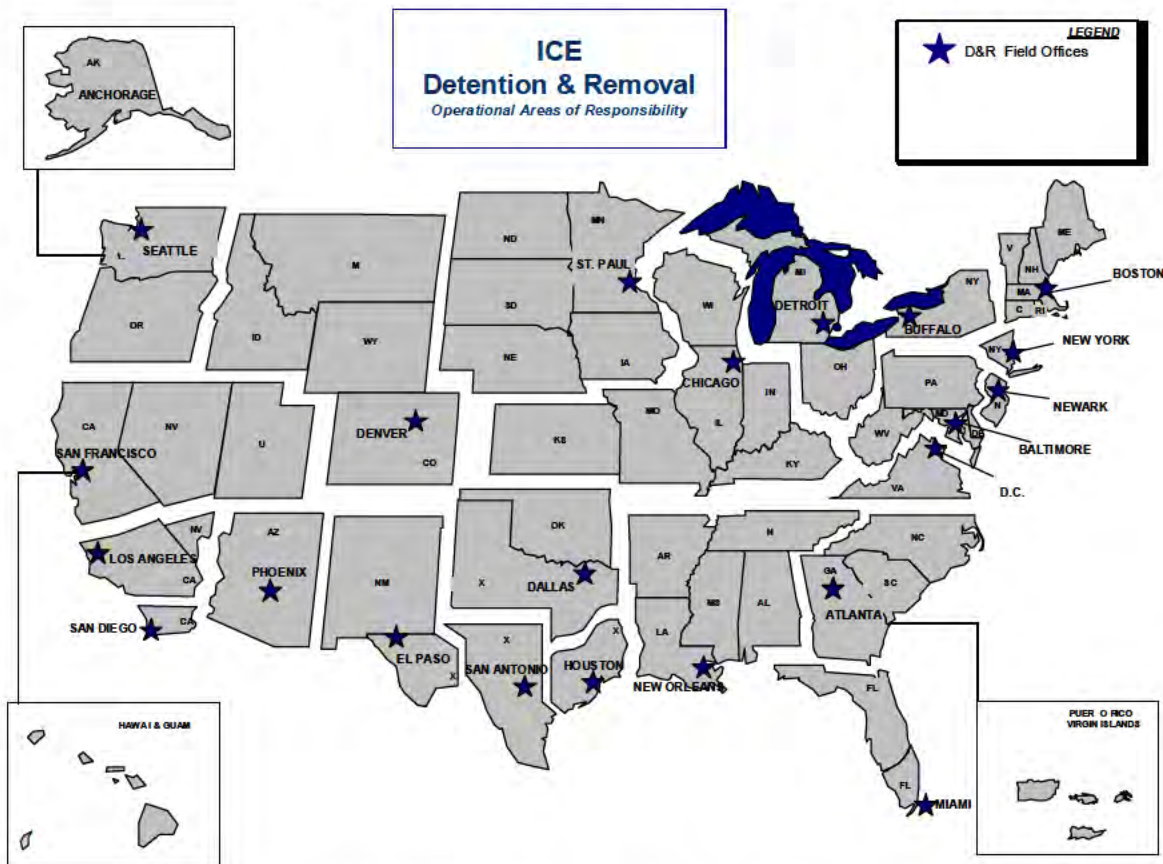 ICE
Detention & Removal
Operational Areas of Responsibility
LEGEND
D&R Field Offices
AK
ANCHORAGE
SEATTLE
OR
ID
M
WY
ND
SD
NE
MN
ST. PAUL
IA
WI
MI
DETROIT
CHICAGO
IL
IN
OH
KY
NY
BUFFALO
V
NH
ME
MA
C
RI
BOSTON
NY
NEW YORK
PA
N
NEWARK
MD
DE
BALTIMORE
WV
VA
D.C.
CA
SAN FRANCISCO
NV
U
DENVER
CO
KS
MO
NV
LOS ANGELES
CA
SAN DIEGO
CA
AZ
PHOENIX
NM
EL PASO
X
OK
X
DALLAS
X
SAN ANTONIO
X
HOUSTON
AR
LA
MS
AL
N
NEW ORLEANS
NC
SC
GA
ATLANTA
FL
FL
MIAMI
HAWAI & GUAM
PUER O RICO
VIRGIN ISLANDS